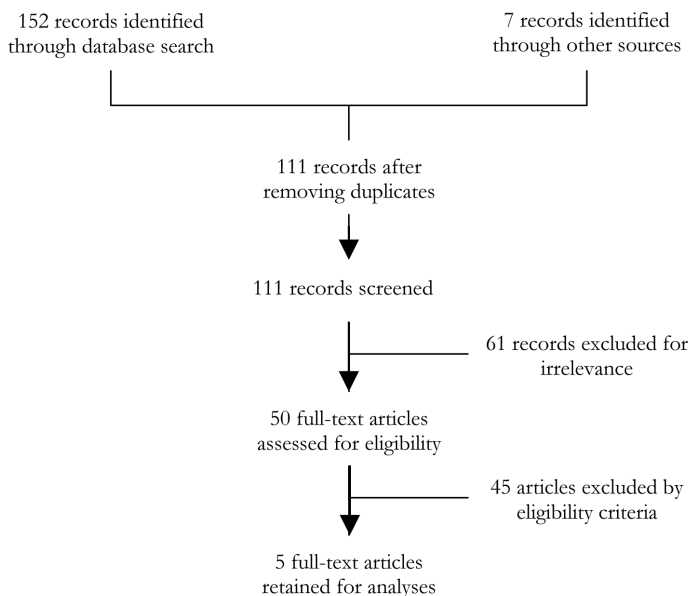 152 records identified
through database search
7 records identified
through other sources
111 records after
removing duplicates
111 records screened
61 records excluded for
irrelevance
50 full-text articles
assessed for eligibility
45 articles excluded by
eligibility criteria
5 full-text articles
retained for analyses